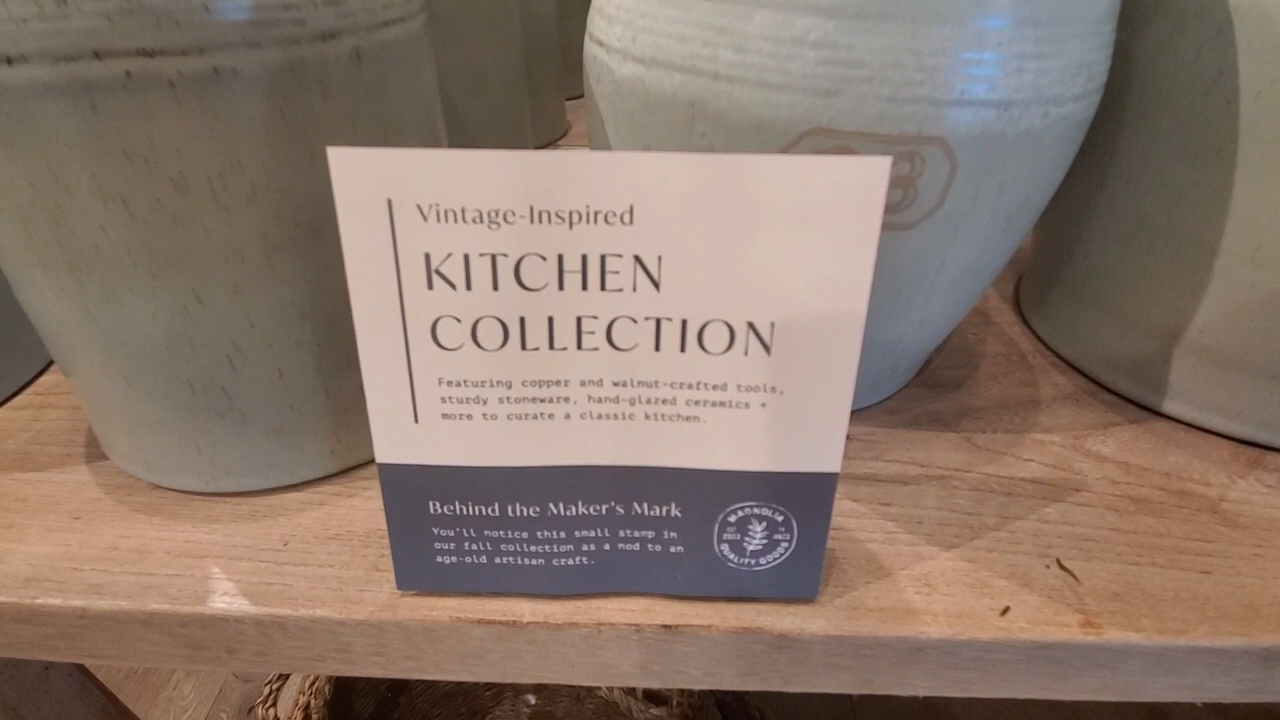 Vintage-Inspired
KITCHEN
COLLECTION
Featuring copper and walnut-crafted tools,
sturdy stoneware, hand-glazed ceramics +
more to curate a classic kitchen.
Behind the Maker's Mark
You'll notice this small stamp in
our fall collection as a nod to an
age-old artisan craft.
MAGNOLIA
EST
2003
QUALITY GOODS